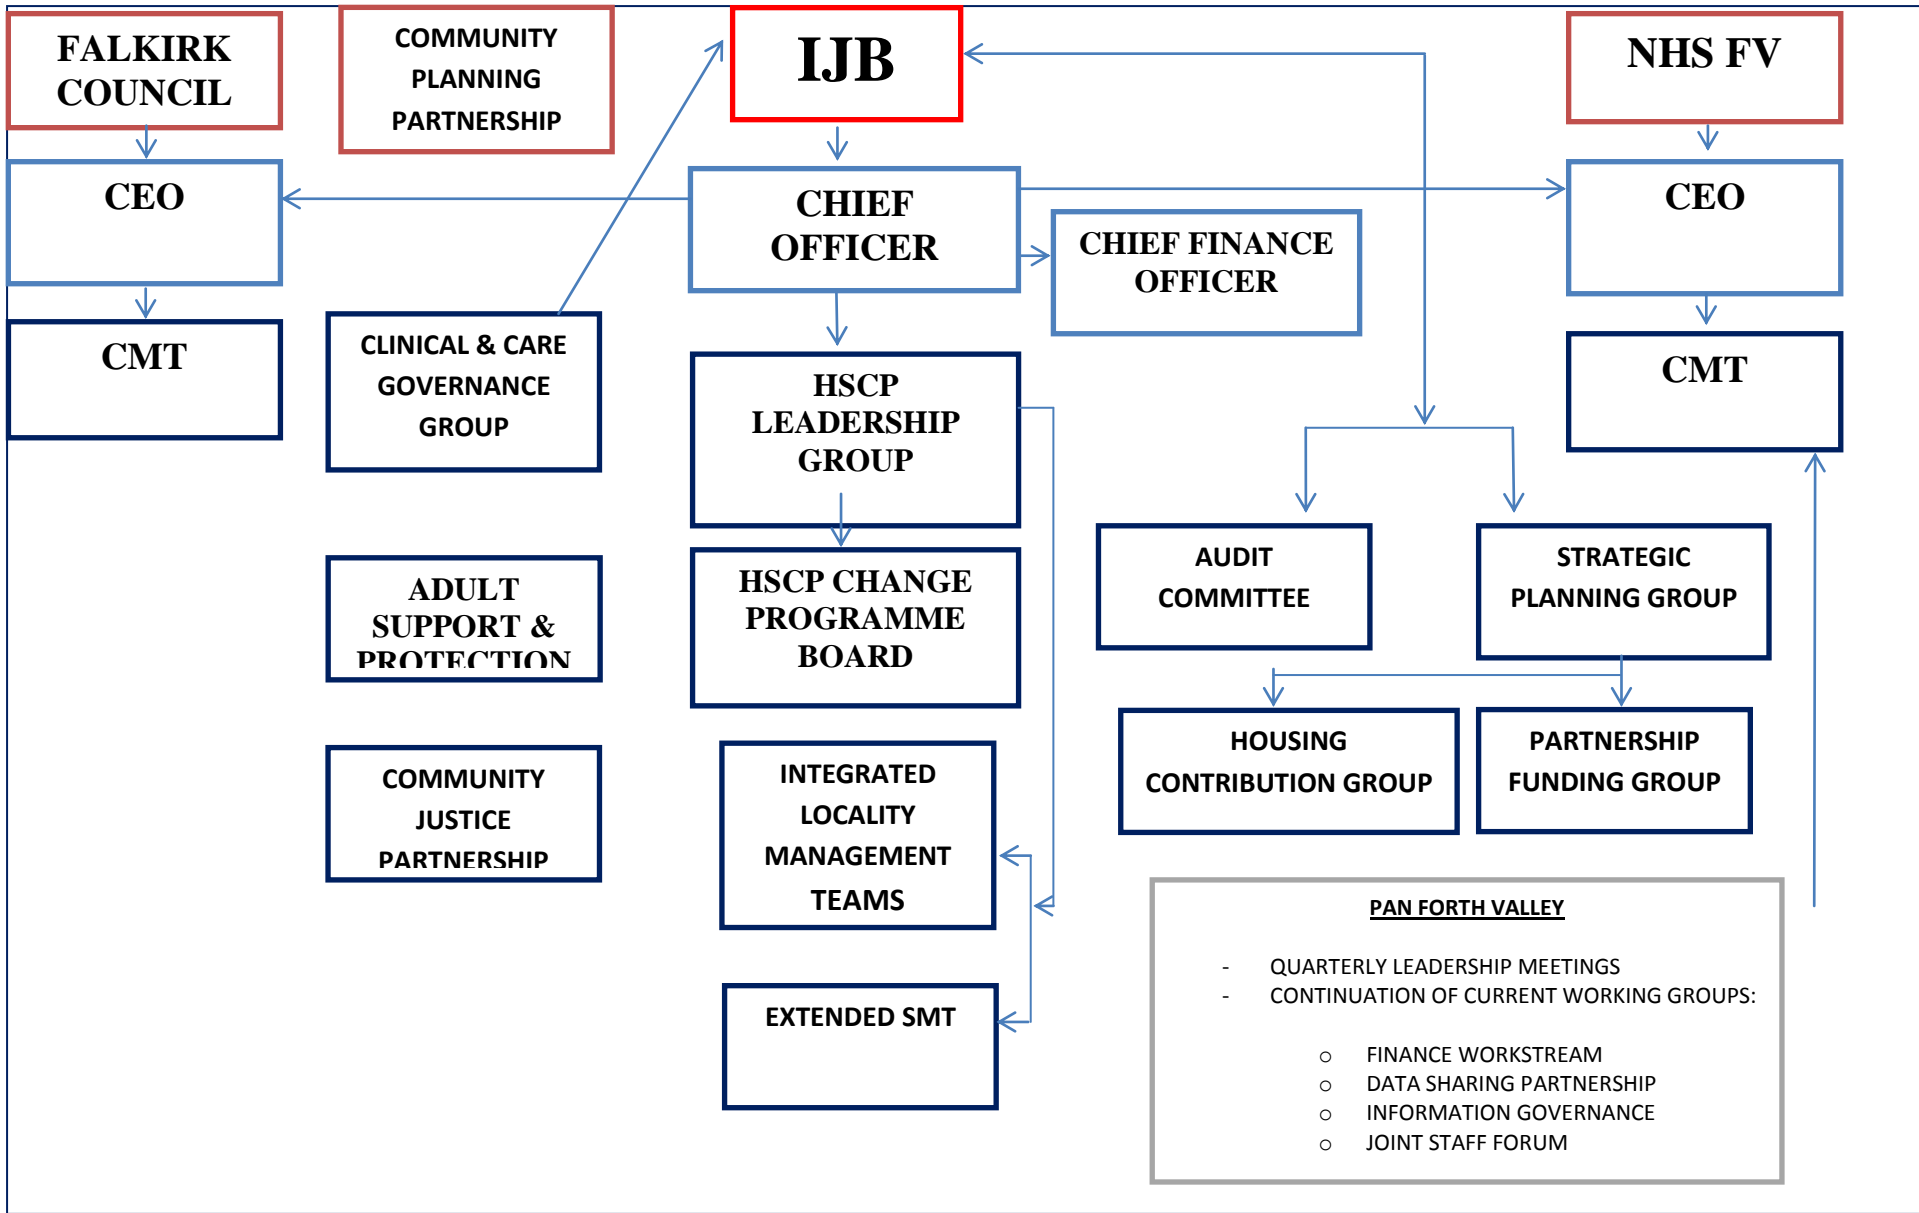 FALKIRK
COUNCIL
COMMUNITY
PLANNING
PARTNERSHIP
IJB
NHS FV
CEO
CHIEF
OFFICER
CHIEF FINANCE
OFFICER
CEO
CMT
CLINICAL & CARE
GOVERNANCE
GROUP
HSCP
LEADERSHIP
GROUP
CMT
ADULT
SUPPORT &
PROTECTION
HSCP CHANGE
PROGRAMME
BOARD
AUDIT
COMMITTEE
STRATEGIC
PLANNING GROUP
COMMUNITY
JUSTICE
PARTNERSHIP
INTEGRATED
LOCALITY
MANAGEMENT
TEAMS
HOUSING
CONTRIBUTION GROUP
PARTNERSHIP
FUNDING GROUP
EXTENDED SMT
PAN FORTH VALLEY
- QUARTERLY LEADERSHIP MEETINGS
- CONTINUATION OF CURRENT WORKING GROUPS:
o FINANCE WORKSTREAM
o DATA SHARING PARTNERSHIP
o INFORMATION GOVERNANCE
o JOINT STAFF FORUM